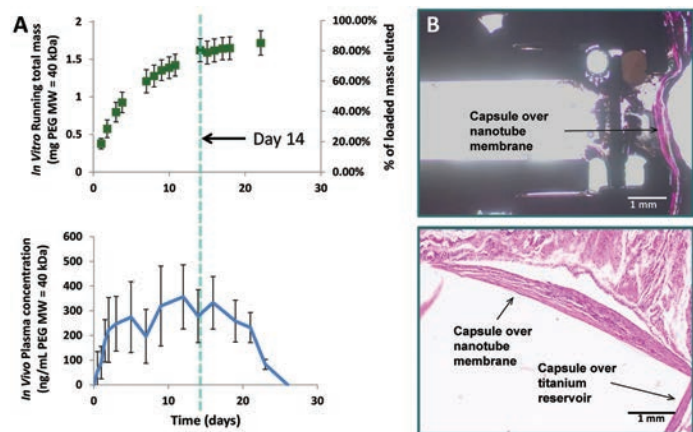 A
In Vitro Running total mass
(mg PEG MW = 40 kDa)
2
1.5
1
0.5
0
0
10
20
30
100.00%
80.00%
60.00%
40.00%
20.00%
0.00%
% of loaded mass eluted
Day 14
In Vivo Plasma concentration
(ng/mL PEG MW = 40 kDa)
600
500
400
300
200
100
0
0
10
20
30
Time (days)
B
Capsule over
nanotube
membrane
1 mm
Capsule over
nanotube
membrane
Capsule over
titanium
reservoir
1 mm